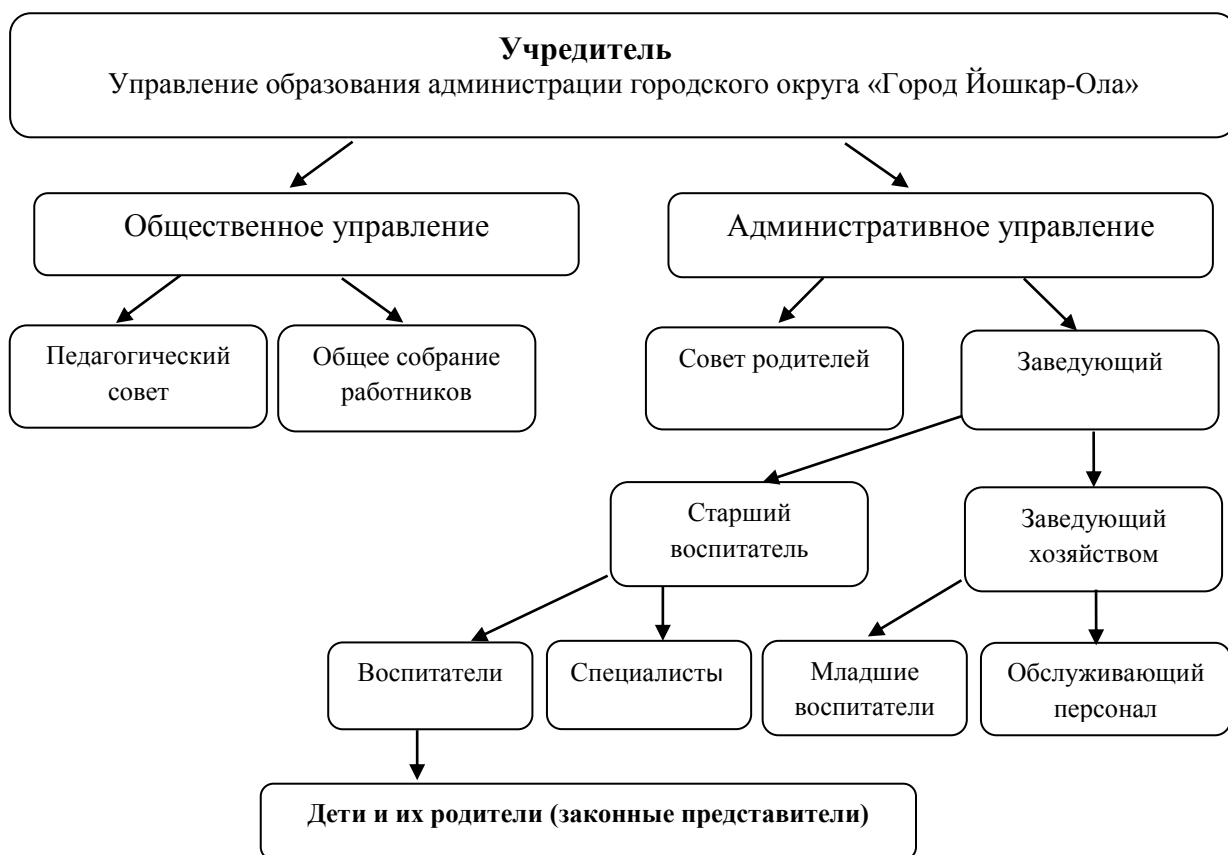 Учредитель
Управление образования администрации городского округа «Город Йошкар-Ола»
Общественное управление
Административное управление
Педагогический
совет
Общее собрание
работников
Совет родителей
Заведующий
Старший
воспитатель
Заведующий
хозяйством
Воспитатели
Специалисты
Младшие
воспитатели
Обслуживающий
персонал
Дети и их родители (законные представители)